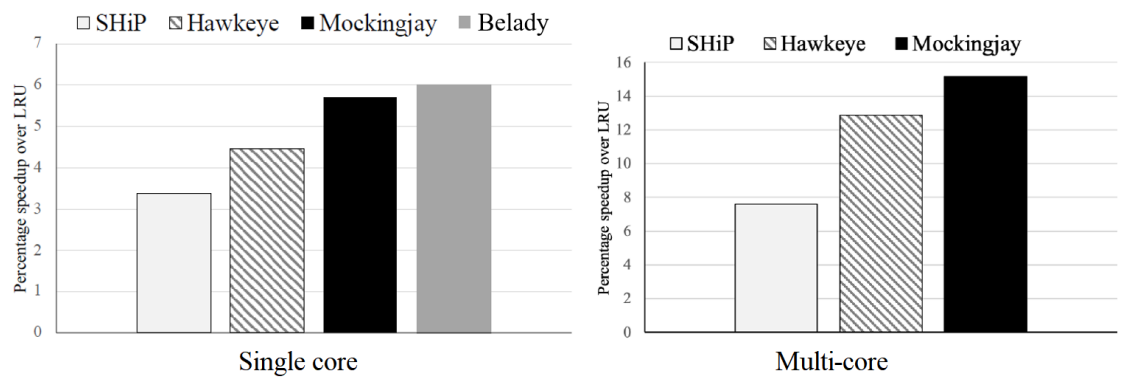 SHiP Hawkeye Mockingjay Belady
Percentage speedup over LRU
7
6
5
4
3
2
1
0
Single core
SHiP Hawkeye Mockingjay
Percentage speedup over LRU
16
14
12
10
8
6
4
2
0
Multi-core